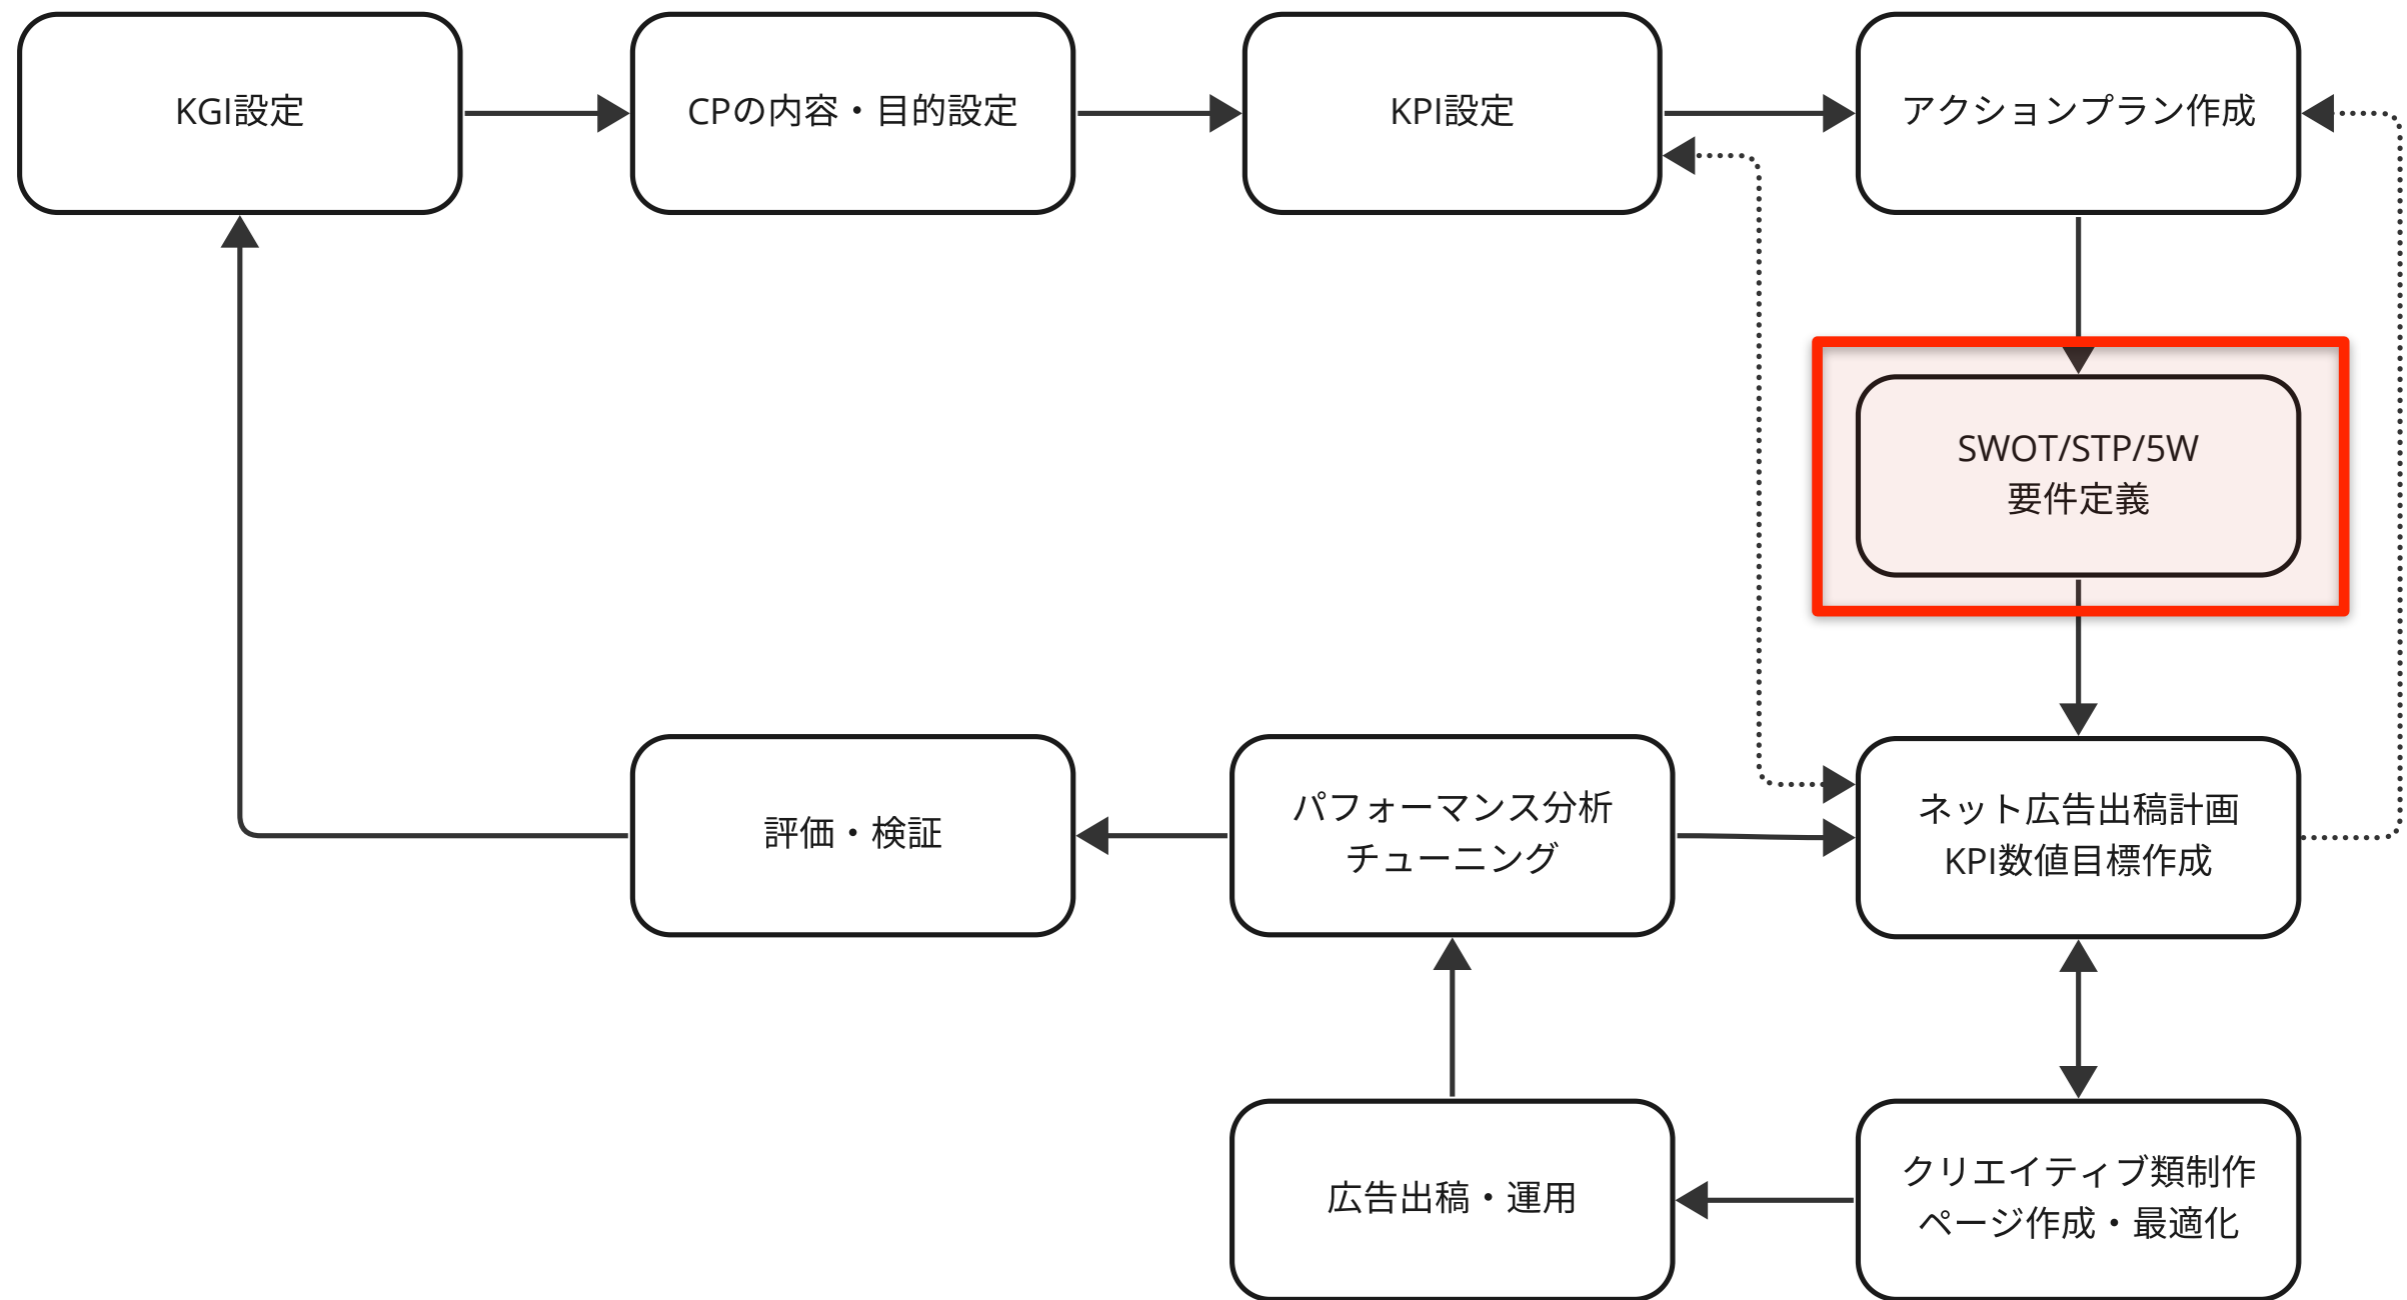 KGI設定
CPの内容・目的設定
KPI設定
アクションプラン作成
SWOT/STP/5W
要件定義
評価・検証
パフォーマンス分析
チューニング
ネット広告出稿計画
KPI数値目標作成
広告出稿・運用
クリエイティブ類制作
ページ作成・最適化